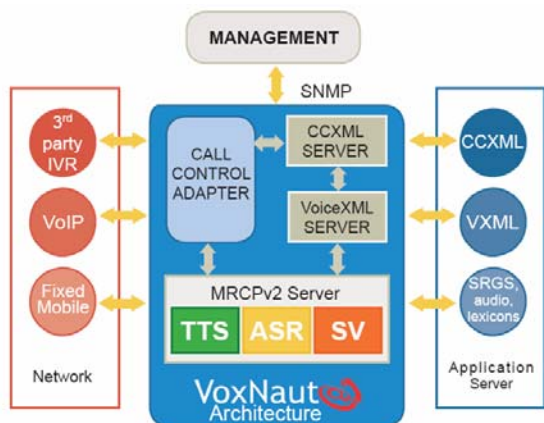 MANAGEMENT
SNMP
3rd
party
IVR
VoIP
Fixed
Mobile
Network
CALL
CONTROL
ADAPTER
CCXML
SERVER
VoiceXML
SERVER
MRCPv2 Server
TTS
ASR
SV
VoxNaut
Architecture
CCXML
VXML
SRGS,
audio,
lexicons
Application
Server